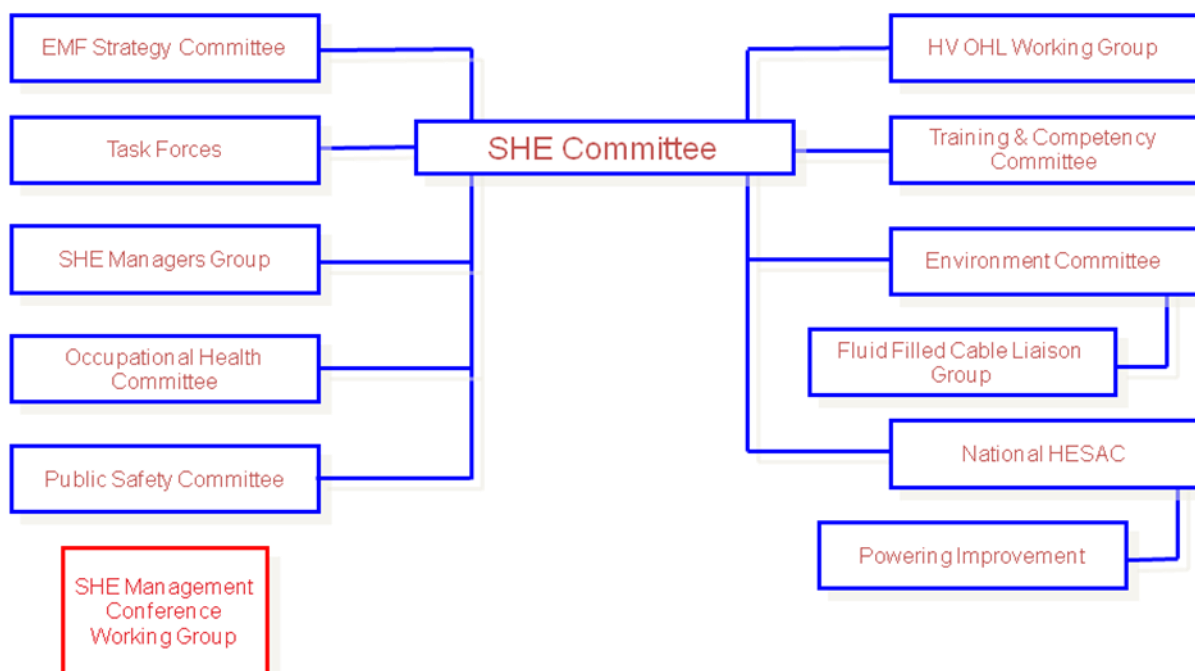 EMF Strategy Committee
HV OHL Working Group
SHE Committee
Task Forces
Training & Competency
Committee
SHE Managers Group
Environment Committee
Occupational Health
Committee
Fluid Filled Cable Liaison
Group
Public Safety Committee
National HESAC
Powering Improvement
SHE Management
Conference
Working Group